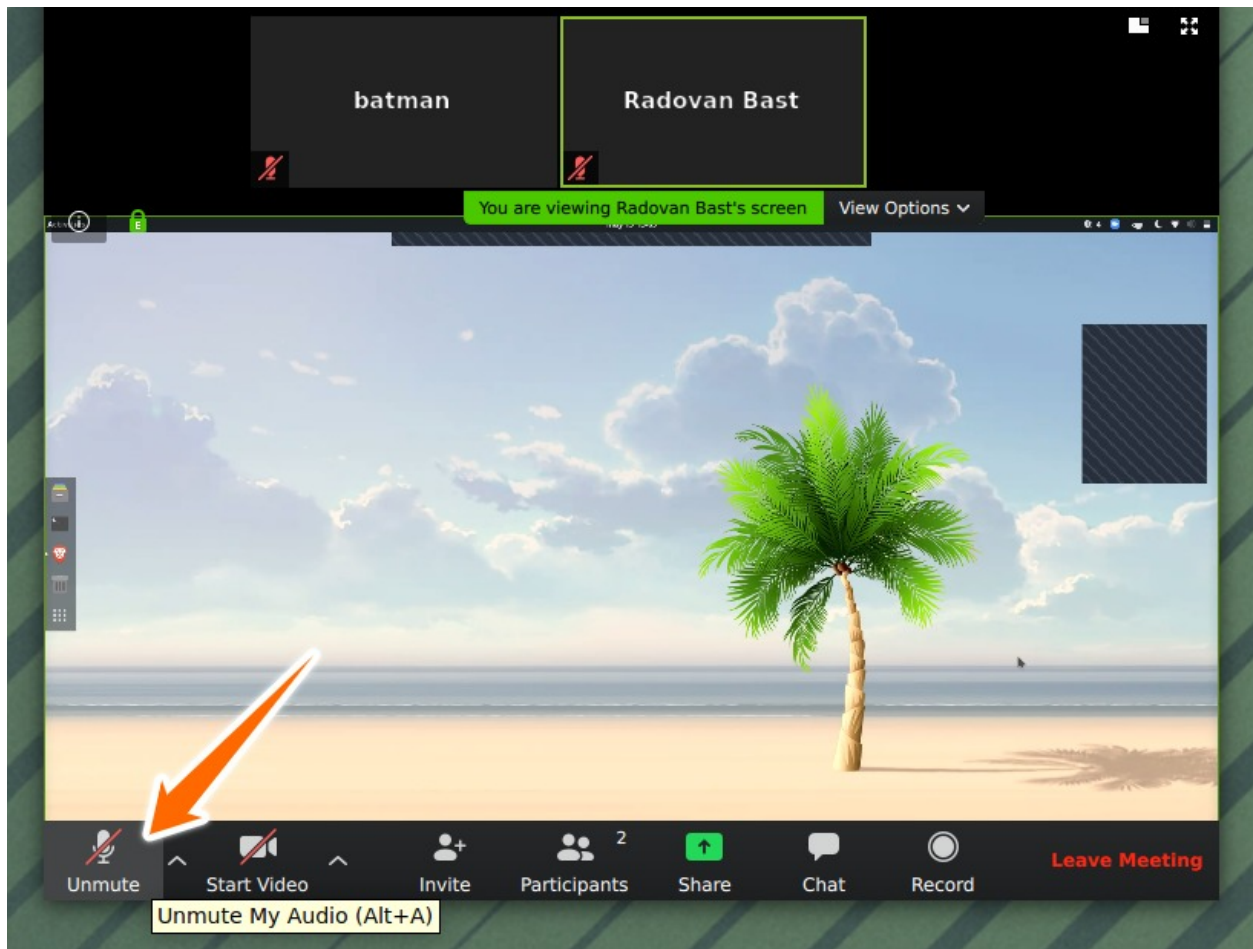 batman
Radovan Bast
You are viewing Radovan Bast's screen
View Options
E
4
2
Unmute
Start Video
Invite
Participants
Share
Chat
Record
Leave Meeting
Unmute My Audio (Alt+A)